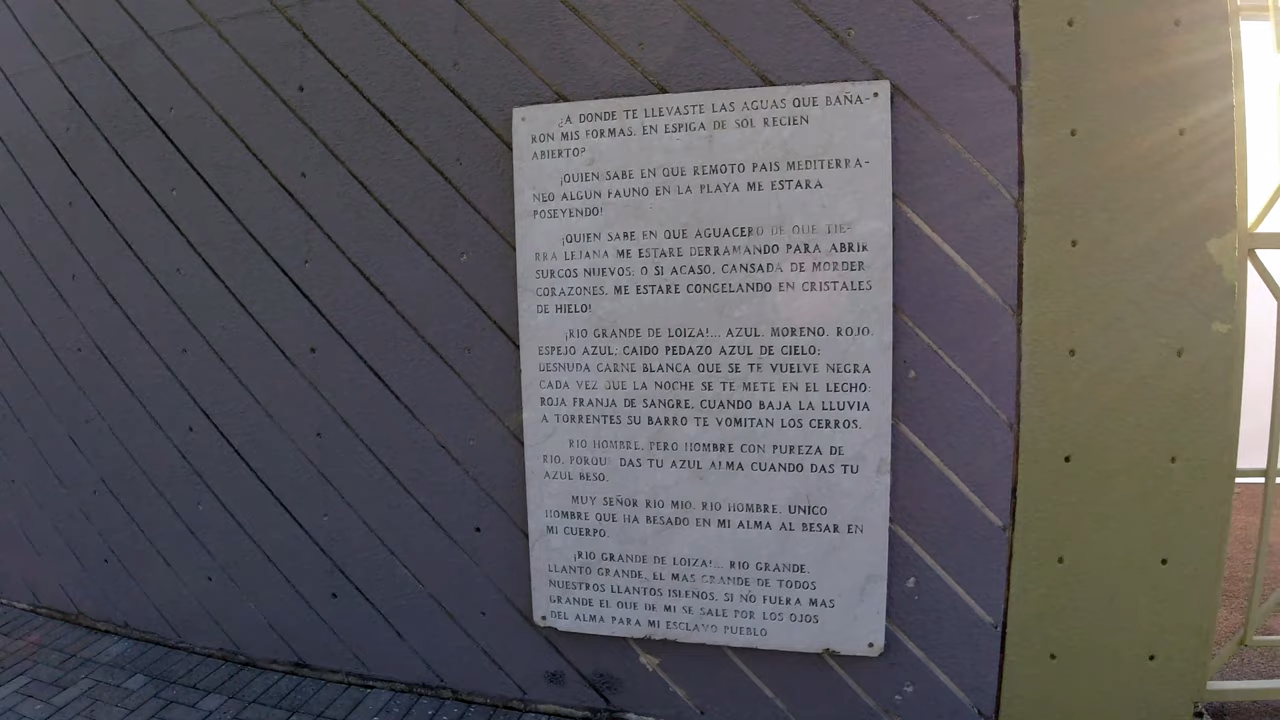 ¿A DONDE TE LLEVASTE LAS AGUAS QUE BAÑA-
RON MIS FORMAS, EN ESPIGA DE SOL RECIEN
ABIERTO?
¡QUIEN SABE EN QUE REMOTO PAIS MEDITERRA-
NEO ALGUN FAUNO EN LA PLAYA ME ESTARA
POSEYENDO!
¡QUIEN SABE EN QUE AGUACERO DE QUE TIE-
RRA LEJANA ME ESTARE DERRAMANDO PARA ABRIR
SURCOS NUEVOS; O SI ACASO, CANSADA DE MORDER
CORAZONES, ME ESTARE CONGELANDO EN CRISTALES
DE HIELO!
¡RIO GRANDE DE LOIZA!... AZUL, MORENO, ROJO.
ESPEJO AZUL, CAIDO PEDAZO AZUL DE CIELO;
DESNUDA CARNE BLANCA QUE SE TE VUELVE NEGRA
CADA VEZ QUE LA NOCHE SE TE METE EN EL LECHO;
ROJA FRANJA DE SANGRE, CUANDO BAJA LA LLUVIA
A TORRENTES SU BARRO TE VOMITAN LOS CERROS.
RIO HOMBRE, PERO HOMBRE CON PUREZA DE
RIO, PORQUE DAS TU AZUL ALMA CUANDO DAS TU
AZUL BESO.
MUY SEÑOR RIO MIO. RIO HOMBRE. UNICO
HOMBRE QUE HA BESADO EN MI ALMA AL BESAR EN
MI CUERPO.
¡RIO GRANDE DE LOIZA!... RIO GRANDE.
LLANTO GRANDE. EL MAS GRANDE DE TODOS
NUESTROS LLANTOS ISLEÑOS, SI NO FUERA MAS
GRANDE EL QUE DE MI SE SALE POR LOS OJOS
DEL ALMA PARA MI ESCLAVO PUEBLO